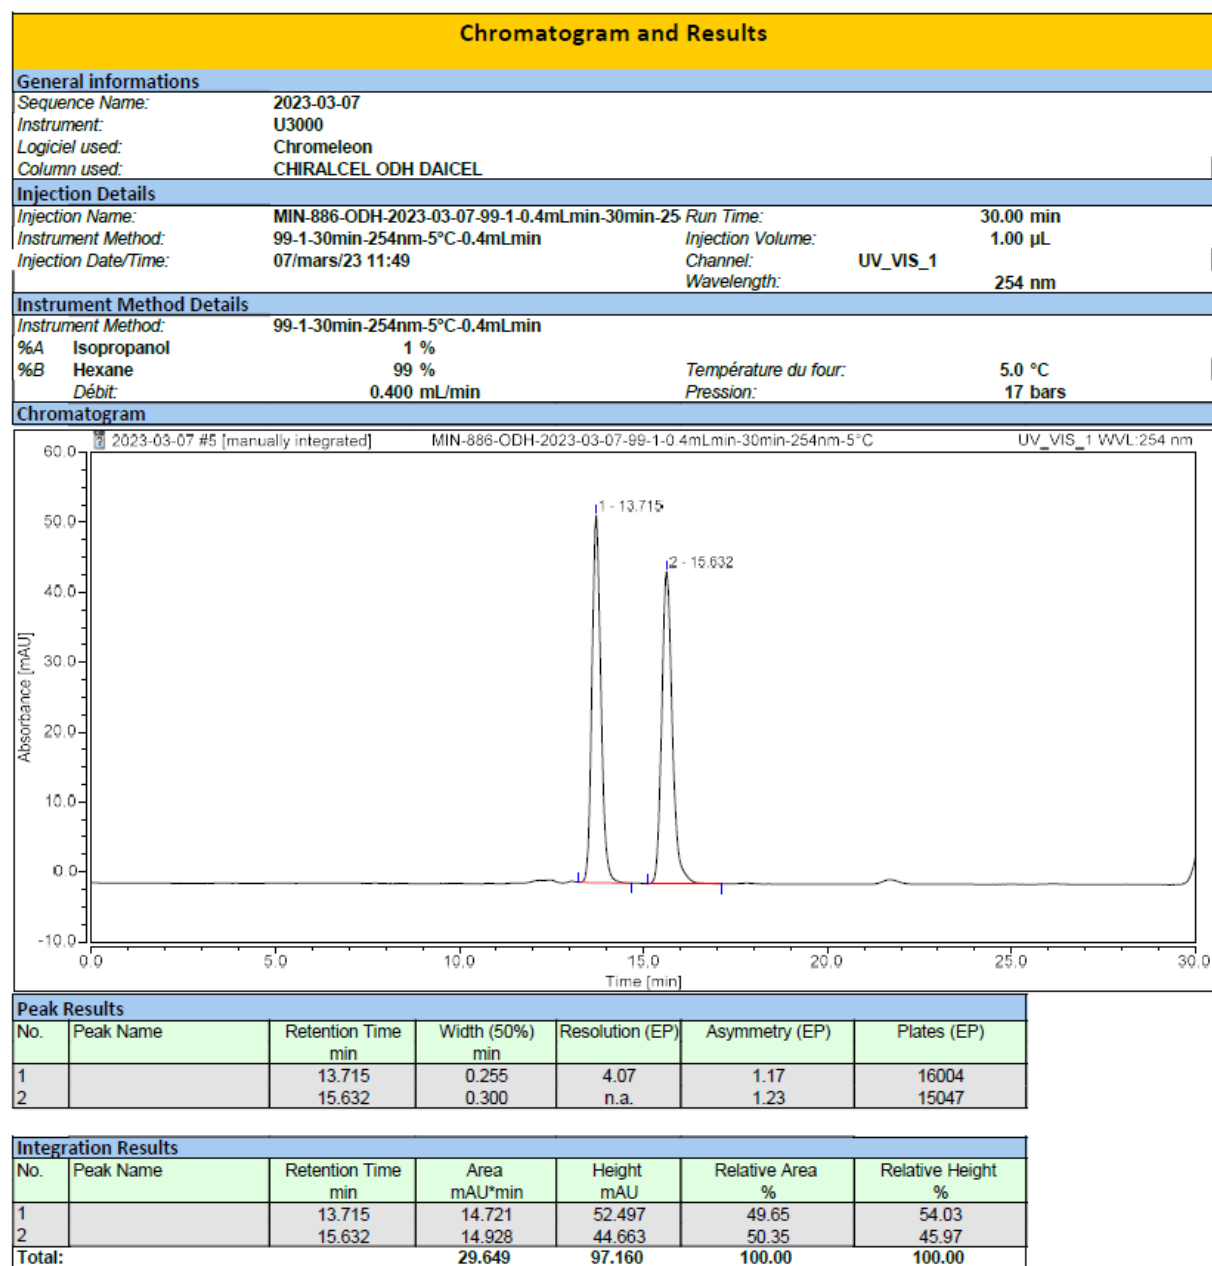 Chromatogram and Results
General informations
Sequence Name: 2023-03-07
Instrument: U3000
Logiciel used: Chromeleon
Column used: CHIRALCEL ODH DAICEL
Injection Details
Injection Name: MIN-886-ODH-2023-03-07-99-1-0.4mLmin-30min-25 Run Time: 30.00 min
Instrument Method: 99-1-30min-254nm-5°C-0.4mLmin Injection Volume: 1.00 µL
Injection Date/Time: 07/mars/23 11:49 Channel: UV_VIS_1
Wavelength: 254 nm
Instrument Method Details
Instrument Method: 99-1-30min-254nm-5°C-0.4mLmin
%A Isopropanol 1 %
%B Hexane 99 % Température du four: 5.0 °C
Débit: 0.400 mL/min Pression: 17 bars
Chromatogram
2023-03-07 #5 [manually integrated] MIN-886-ODH-2023-03-07-99-1-0.4mLmin-30min-254nm-5°C UV_VIS_1 WVL:254 nm
60.0
1 - 13.715
50.0
2 - 15.632
40.0
30.0
Absorbance [mAU]
20.0
10.0
0.0
-10.0
0.0 5.0 10.0 15.0 20.0 25.0 30.0
Time [min]
Peak Results
No. Peak Name Retention Time Width (50%) Resolution (EP) Asymmetry (EP) Plates (EP)
min min
1 13.715 0.255 4.07 1.17 16004
2 15.632 0.300 n.a. 1.23 15047
Integration Results
No. Peak Name Retention Time Area Height Relative Area Relative Height
min mAU*min mAU % %
1 13.715 14.721 52.497 49.65 54.03
2 15.632 14.928 44.663 50.35 45.97
Total: 29.649 97.160 100.00 100.00